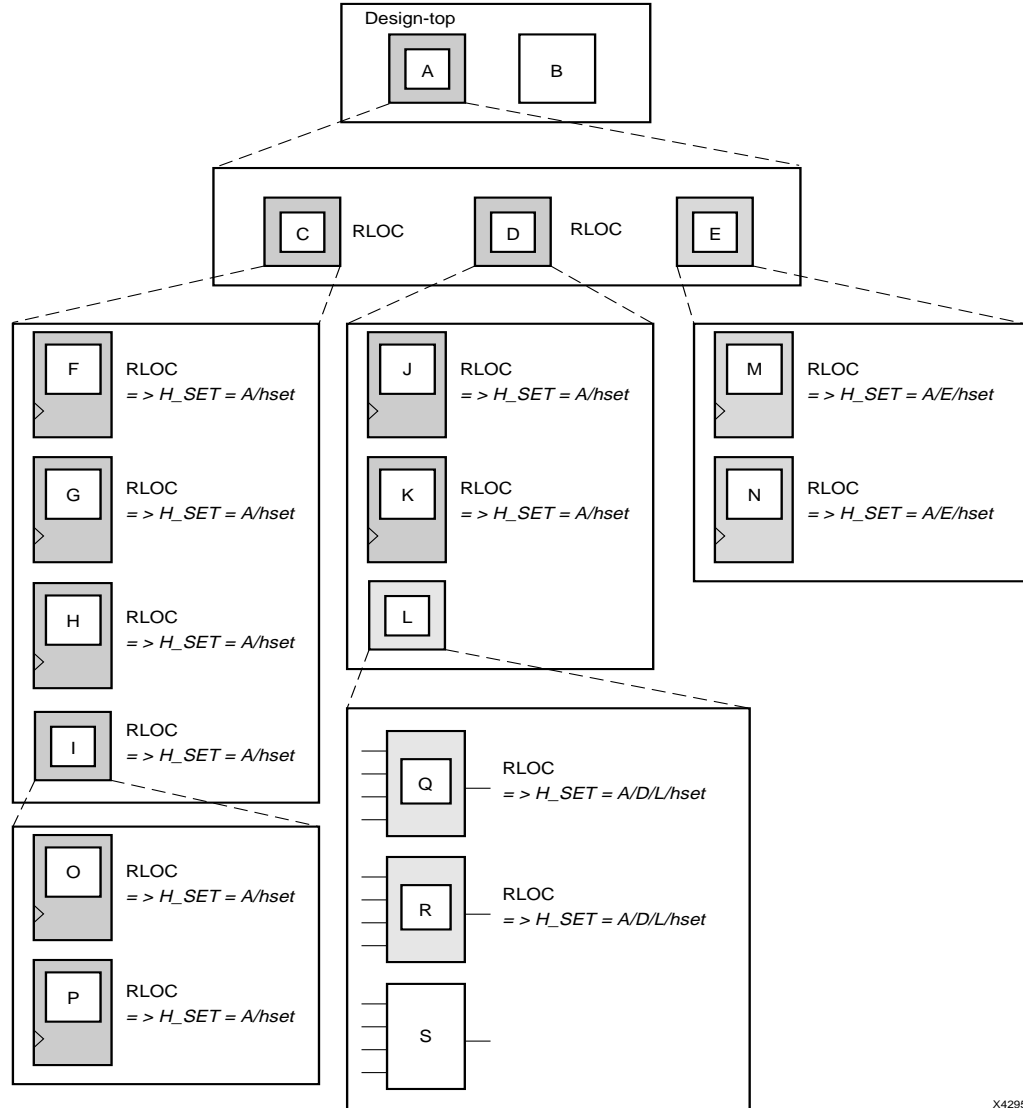 Design-top
A
B
C
RLOC
D
RLOC
E
F
RLOC
= > H_SET = A/hset
G
RLOC
= > H_SET = A/hset
H
RLOC
= > H_SET = A/hset
I
RLOC
= > H_SET = A/hset
O
RLOC
= > H_SET = A/hset
P
RLOC
= > H_SET = A/hset
J
RLOC
= > H_SET = A/hset
K
RLOC
= > H_SET = A/hset
L
Q
RLOC
= > H_SET = A/D/L/hset
R
RLOC
= > H_SET = A/D/L/hset
S
M
RLOC
= > H_SET = A/E/hset
N
RLOC
= > H_SET = A/E/hset
X4295